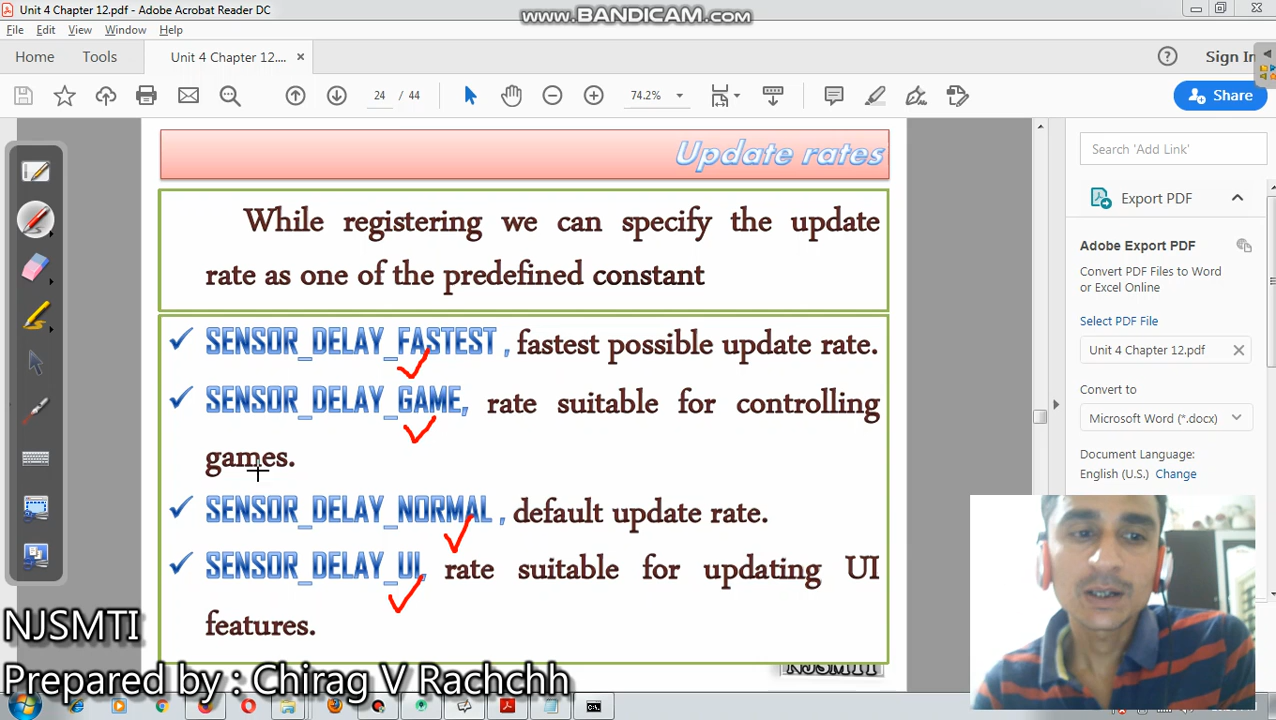 Unit 4 Chapter 12.pdf - Adobe Acrobat Reader DC
www.BANDICAM.com
File Edit View Window Help
Home Tools Unit 4 Chapter 12.... × Sign In
24 / 44 74.2% Share
Update rates
While registering we can specify the update
rate as one of the predefined constant
SENSOR_DELAY_FASTEST , fastest possible update rate.
SENSOR_DELAY_GAME, rate suitable for controlling
games.
SENSOR_DELAY_NORMAL , default update rate.
SENSOR_DELAY_UI, rate suitable for updating UI
features.
NJSMTI
Search 'Add Link'
Export PDF
Adobe Export PDF
Convert PDF Files to Word
or Excel Online
Select PDF File
Unit 4 Chapter 12.pdf
Convert to
Microsoft Word (*.docx)
Document Language:
English (U.S.) Change
NJSMTI
Prepared by : Chirag V Rachchh